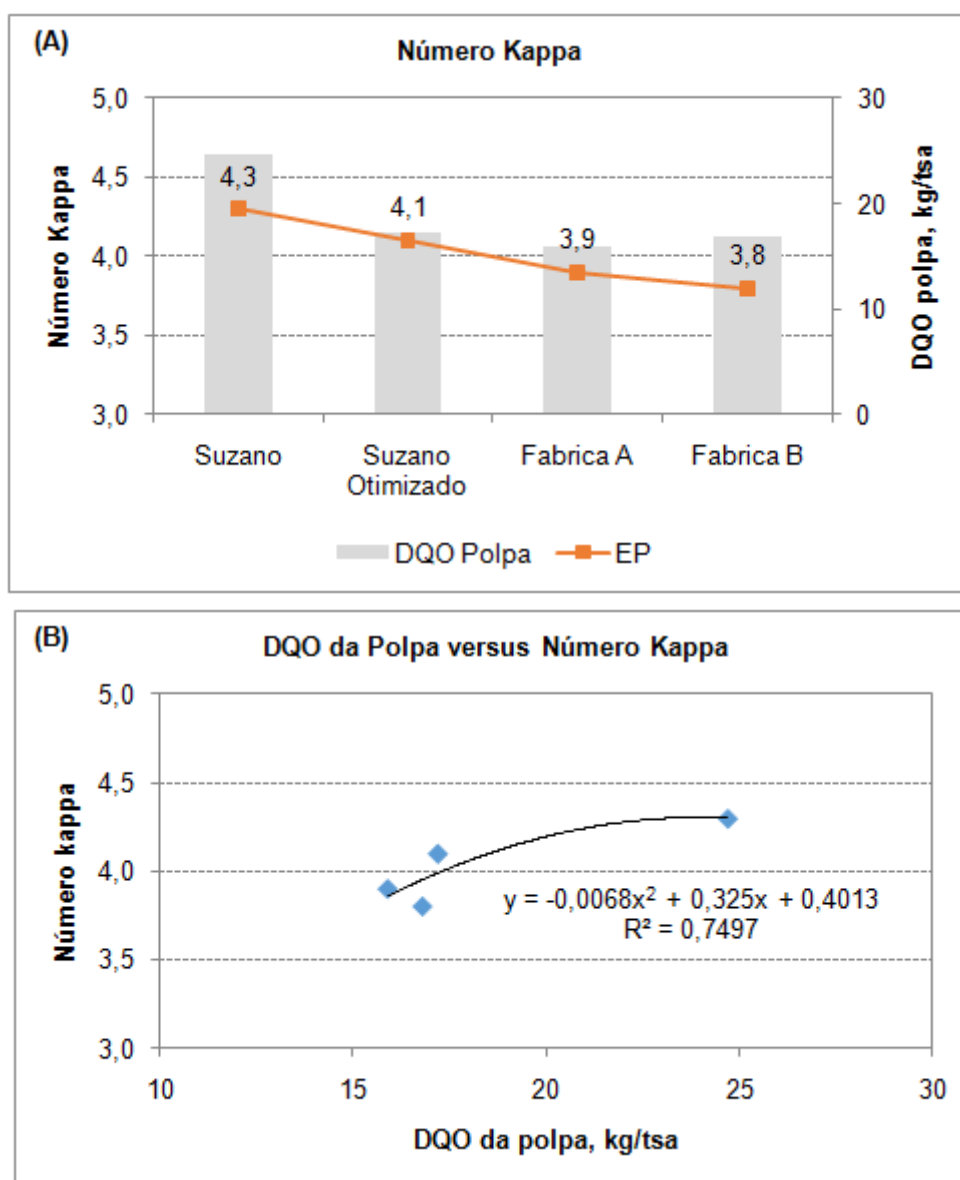 (A)
Número Kappa
5,0
4,5
4,0
3,5
3,0
Número Kappa
30
20
10
0
DQO polpa, kg/tsa
4,3
4,1
3,9
3,8
Suzano
Suzano
Otimizado
Fabrica A
Fabrica B
DQO Polpa
EP
(B)
DQO da Polpa versus Número Kappa
5,0
4,5
4,0
3,5
3,0
Número kappa
y = -0,0068x² + 0,325x + 0,4013
R² = 0,7497
10
15
20
25
30
DQO da polpa, kg/tsa